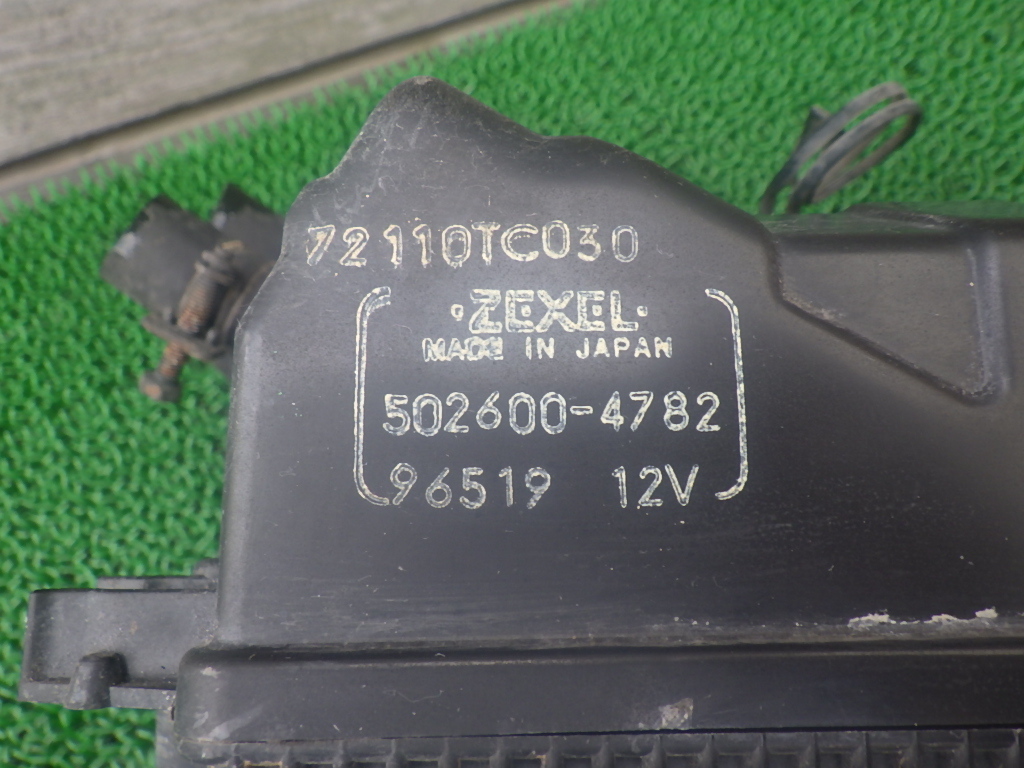 72110TC030
·ZEXEL·
MADE IN JAPAN
502600-4782
96519 12V